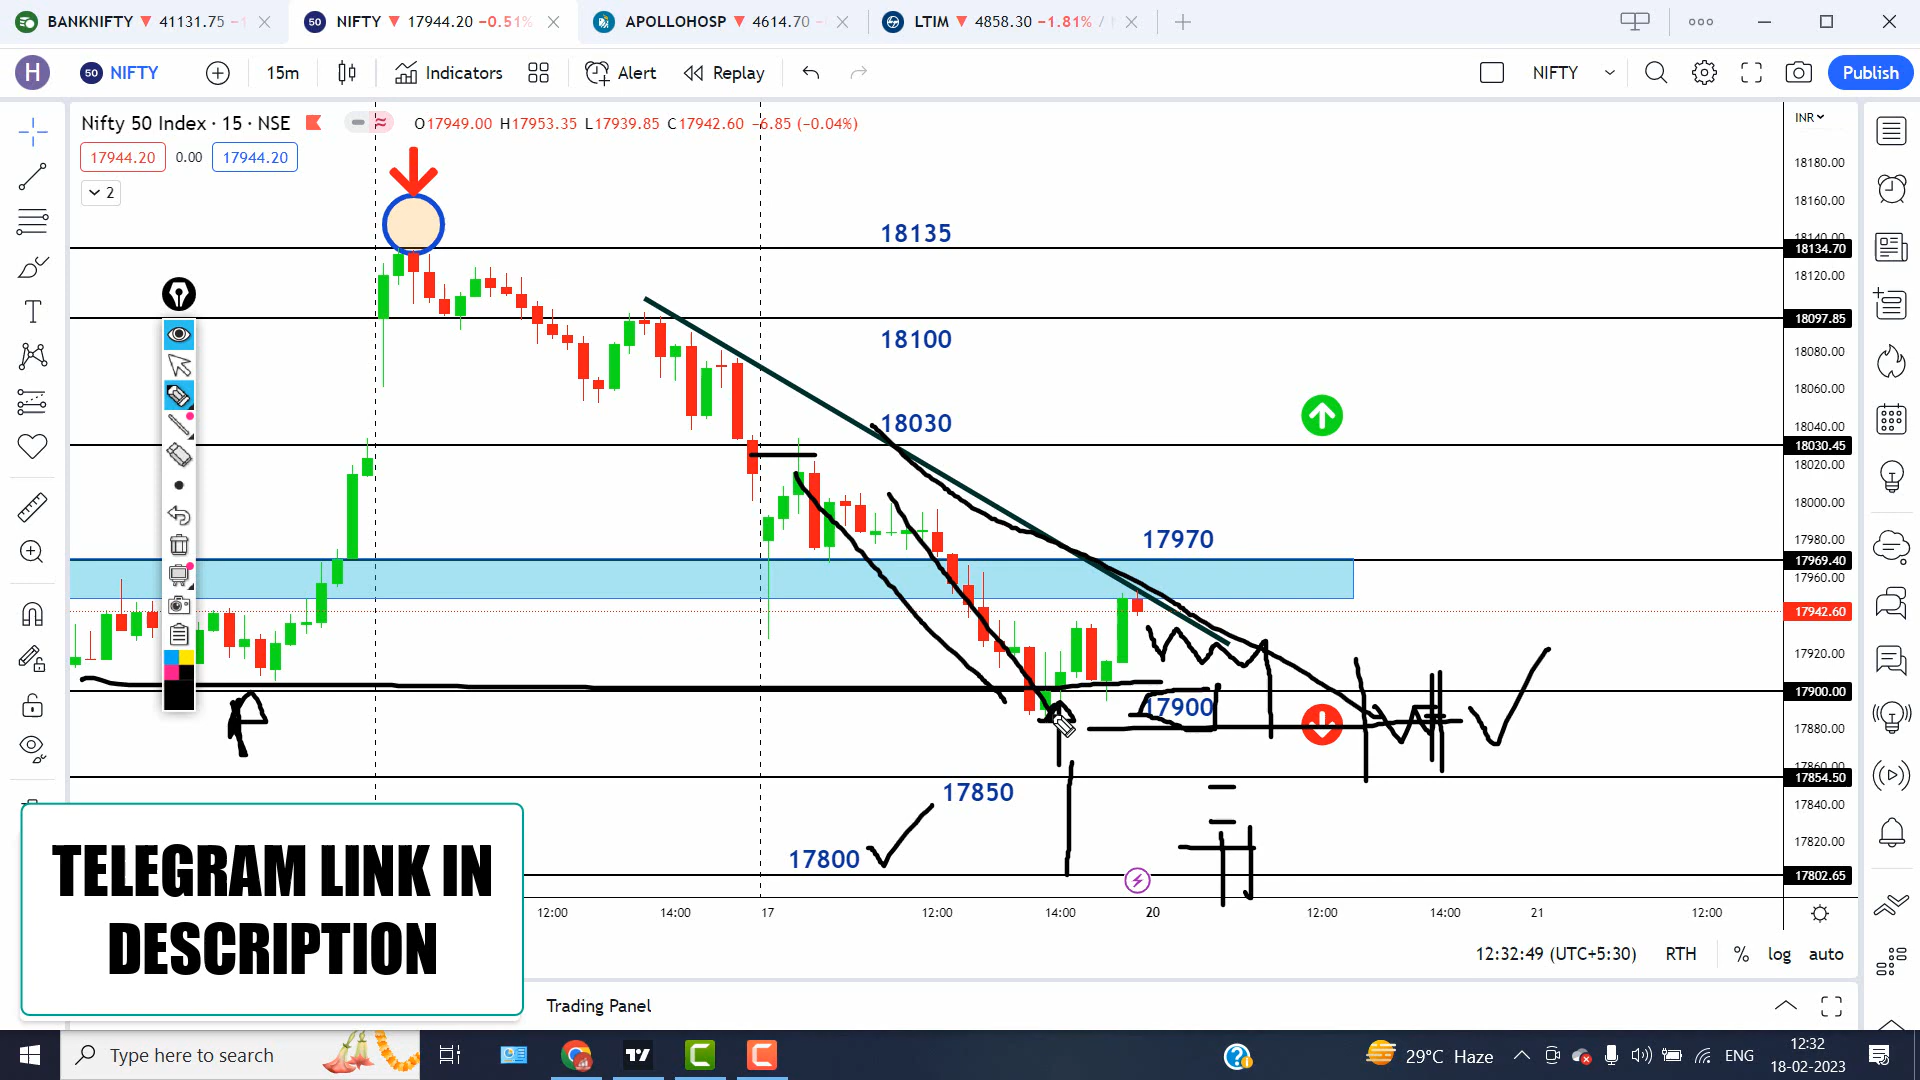 BANKNIFTY ▼ 41131.75
NIFTY ▼ 17944.20 −0.51%
APOLLOHOSP ▼ 4614.70
LTIM ▼ 4858.30 −1.81%
H
50 NIFTY
15m
Indicators
Alert
Replay
NIFTY
Publish
Nifty 50 Index · 15 · NSE
O17949.00 H17953.35 L17939.85 C17942.60 −6.85 (−0.04%)
INR
17944.20 0.00 17944.20
2
18135
18100
18030
17970
17900
17850
17800
P
18180.00
18160.00
18140.00
18134.70
18120.00
18097.85
18080.00
18060.00
18040.00
18030.45
18020.00
18000.00
17980.00
17969.40
17960.00
17942.60
17920.00
17900.00
17880.00
17860.00
17854.50
17840.00
17820.00
17802.65
12:00 14:00 17 12:00 14:00 20 12:00 14:00 21 12:00
TELEGRAM LINK IN
DESCRIPTION
12:32:49 (UTC+5:30) RTH % log auto
Trading Panel
Type here to search
29°C Haze
ENG
12:32
18-02-2023